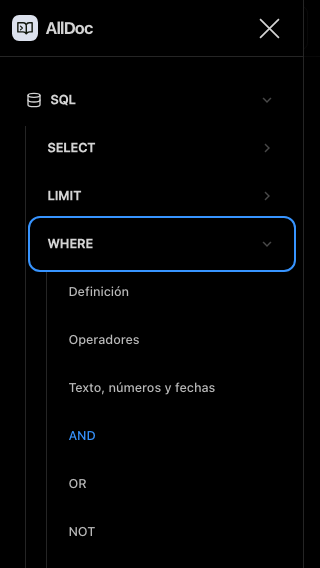 AllDoc
SQL
SELECT
LIMIT
WHERE
Definición
Operadores
Texto, números y fechas
AND
OR
NOT